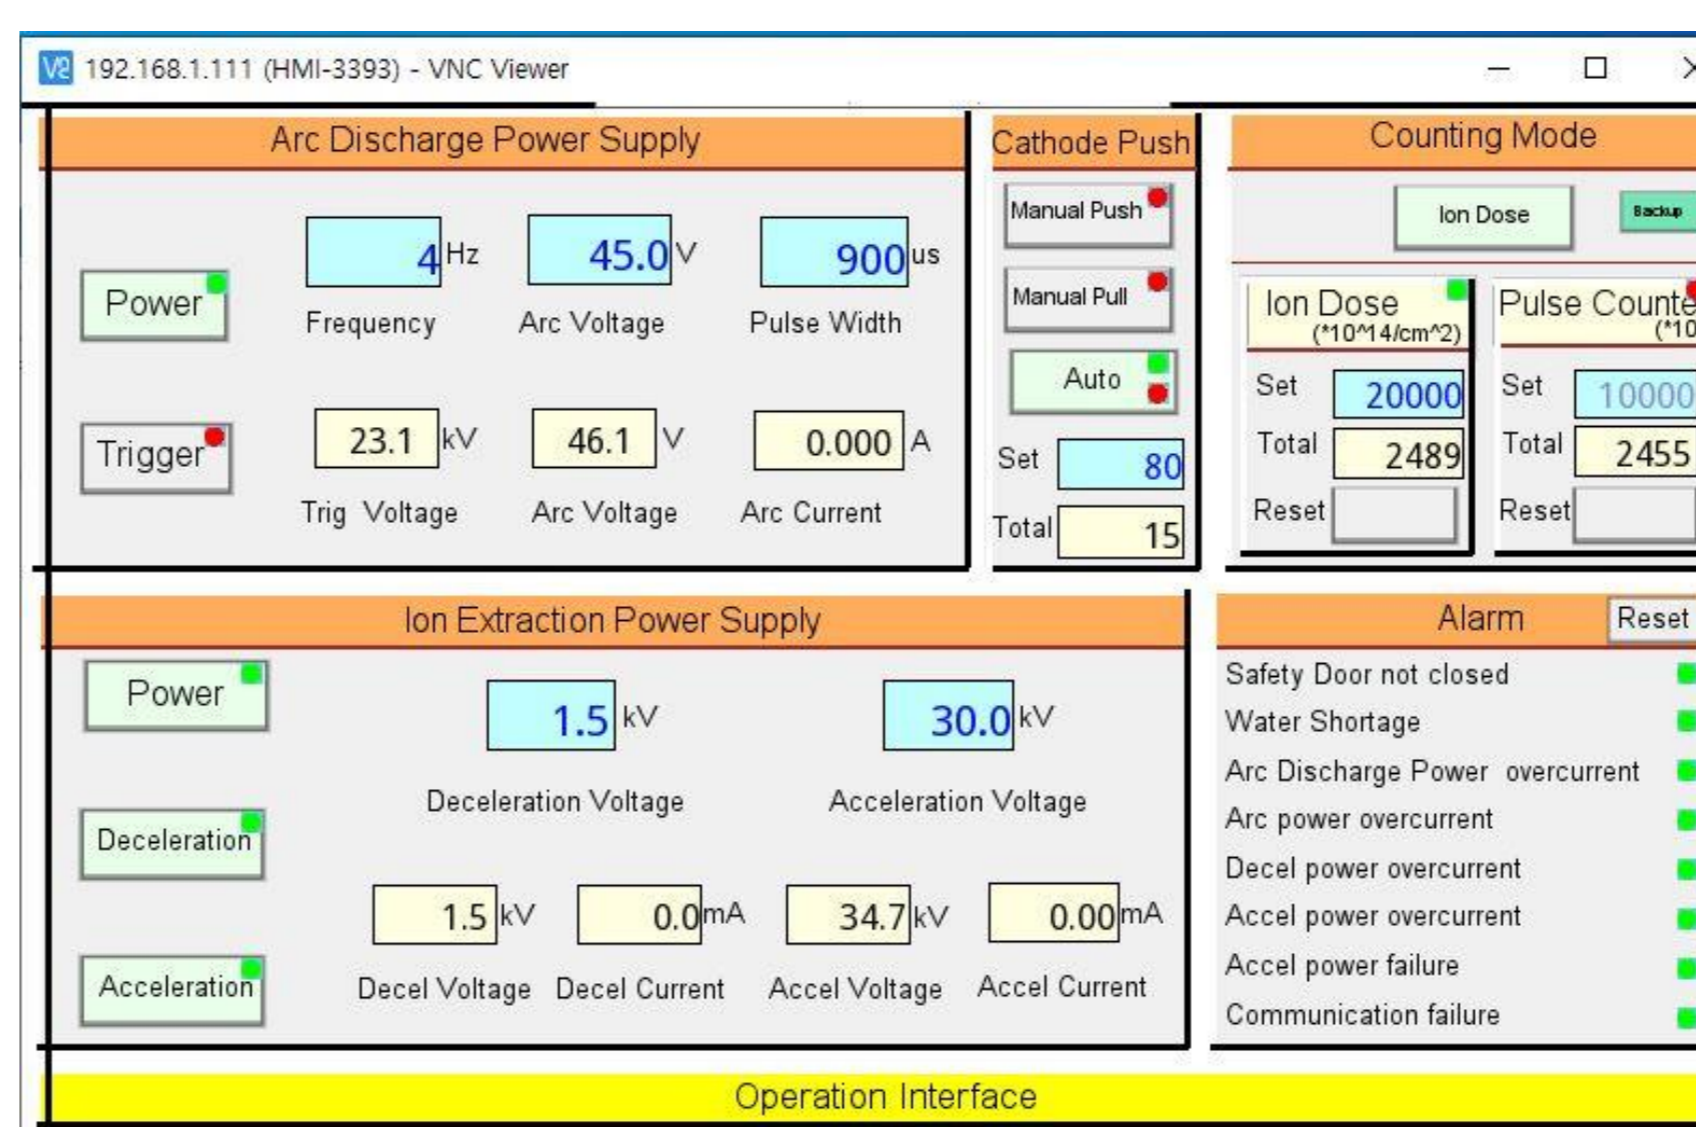 192.168.1.111 (HMI-3393) - VNC Viewer
Arc Discharge Power Supply
Power
4 Hz
Frequency
45.0 V
Arc Voltage
900 us
Pulse Width
Trigger
23.1 kV
Trig Voltage
46.1 V
Arc Voltage
0.000 A
Arc Current
Cathode Push
Manual Push
Manual Pull
Auto
Set 80
Total 15
Counting Mode
Ion Dose
Backup
Ion Dose
(*10^14/cm^2)
Set 20000
Total 2489
Reset
Pulse Counte
(*10
Set 10000
Total 2455
Reset
Ion Extraction Power Supply
Power
1.5 kV
Deceleration Voltage
30.0 kV
Acceleration Voltage
Deceleration
Acceleration
1.5 kV
Decel Voltage
0.0 mA
Decel Current
34.7 kV
Accel Voltage
0.00 mA
Accel Current
Alarm
Reset
Safety Door not closed
Water Shortage
Arc Discharge Power overcurrent
Arc power overcurrent
Decel power overcurrent
Accel power overcurrent
Accel power failure
Communication failure
Operation Interface